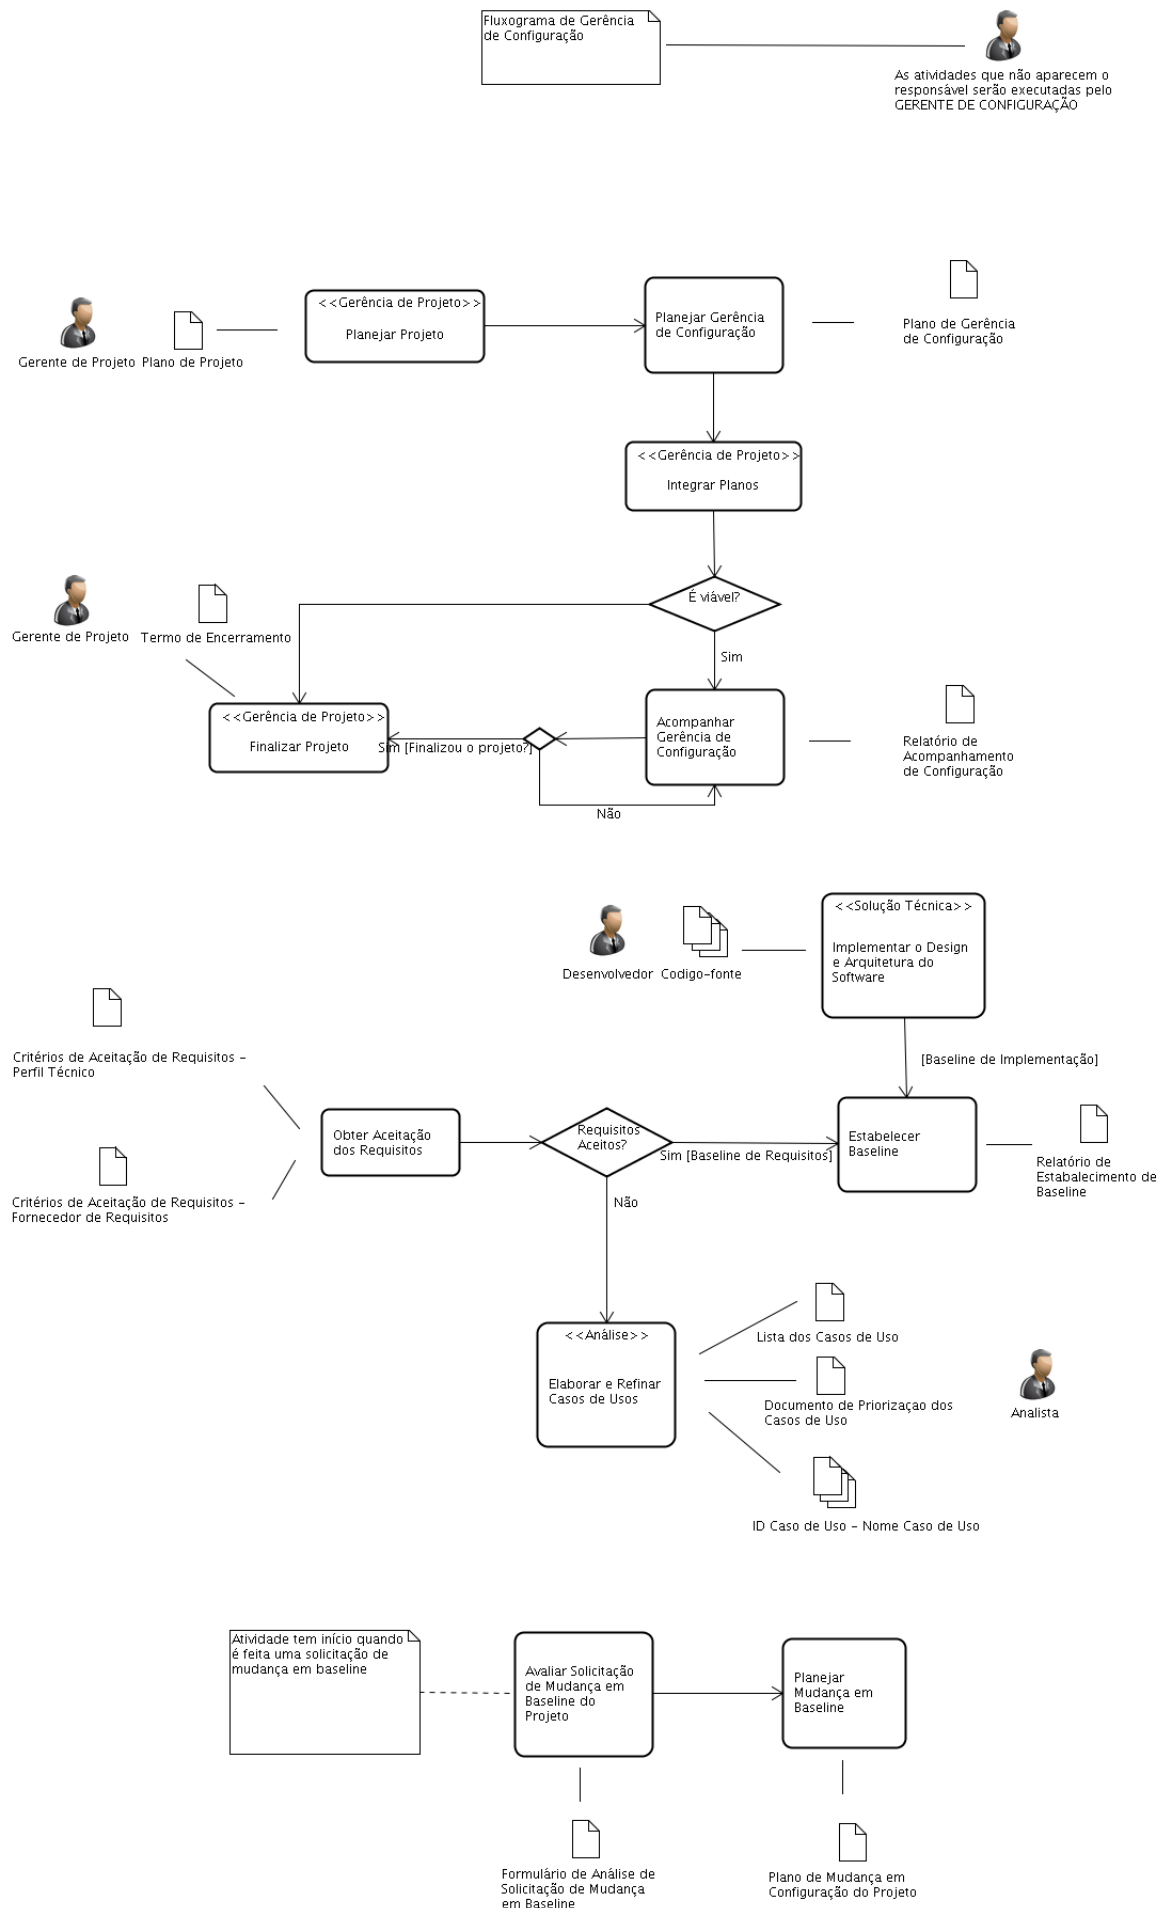 Fluxograma de Gerência
de Configuração
As atividades que não aparecem o
responsável serão executadas pelo
GERENTE DE CONFIGURAÇÃO
<<Gerência de Projeto>>
Planejar Projeto
Planejar Gerência
de Configuração
Plano de Gerência
de Configuração
Gerente de Projeto
Plano de Projeto
<<Gerência de Projeto>>
Integrar Planos
É viável?
Gerente de Projeto
Termo de Encerramento
Sim
<<Gerência de Projeto>>
Finalizar Projeto
Sim [Finalizou o projeto?]
Acompanhar
Gerência de
Configuração
Relatório de
Acompanhamento
de Configuração
Não
<<Solução Técnica>>
Implementar o Design
e Arquitetura do
Software
Desenvolvedor
Codigo-fonte
[Baseline de Implementação]
Critérios de Aceitação de Requisitos -
Perfil Técnico
Obter Aceitação
dos Requisitos
Requisitos
Aceitos?
Sim [Baseline de Requisitos]
Estabelecer
Baseline
Relatório de
Estabalecimento de
Baseline
Critérios de Aceitação de Requisitos -
Fornecedor de Requisitos
Não
<<Análise>>
Elaborar e Refinar
Casos de Usos
Lista dos Casos de Uso
Documento de Priorizaçao dos
Casos de Uso
Analista
ID Caso de Uso - Nome Caso de Uso
Atividade tem início quando
é feita uma solicitação de
mudança em baseline
Avaliar Solicitação
de Mudança em
Baseline do
Projeto
Planejar
Mudança em
Baseline
Formulário de Análise de
Solicitação de Mudança
em Baseline
Plano de Mudança em
Configuração do Projeto